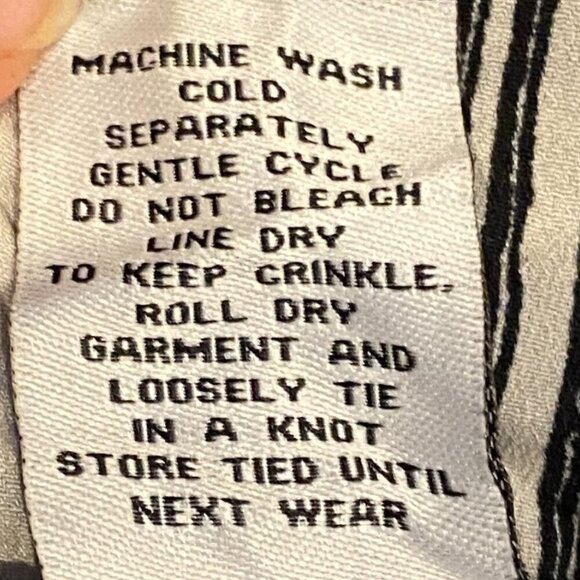 MACHINE WASH
COLD
SEPARATELY
GENTLE CYCLE
DO NOT BLEACH
LINE DRY
TO KEEP CRINKLE,
ROLL DRY
GARMENT AND
LOOSELY TIE
IN A KNOT
STORE TIED UNTIL
NEXT WEAR